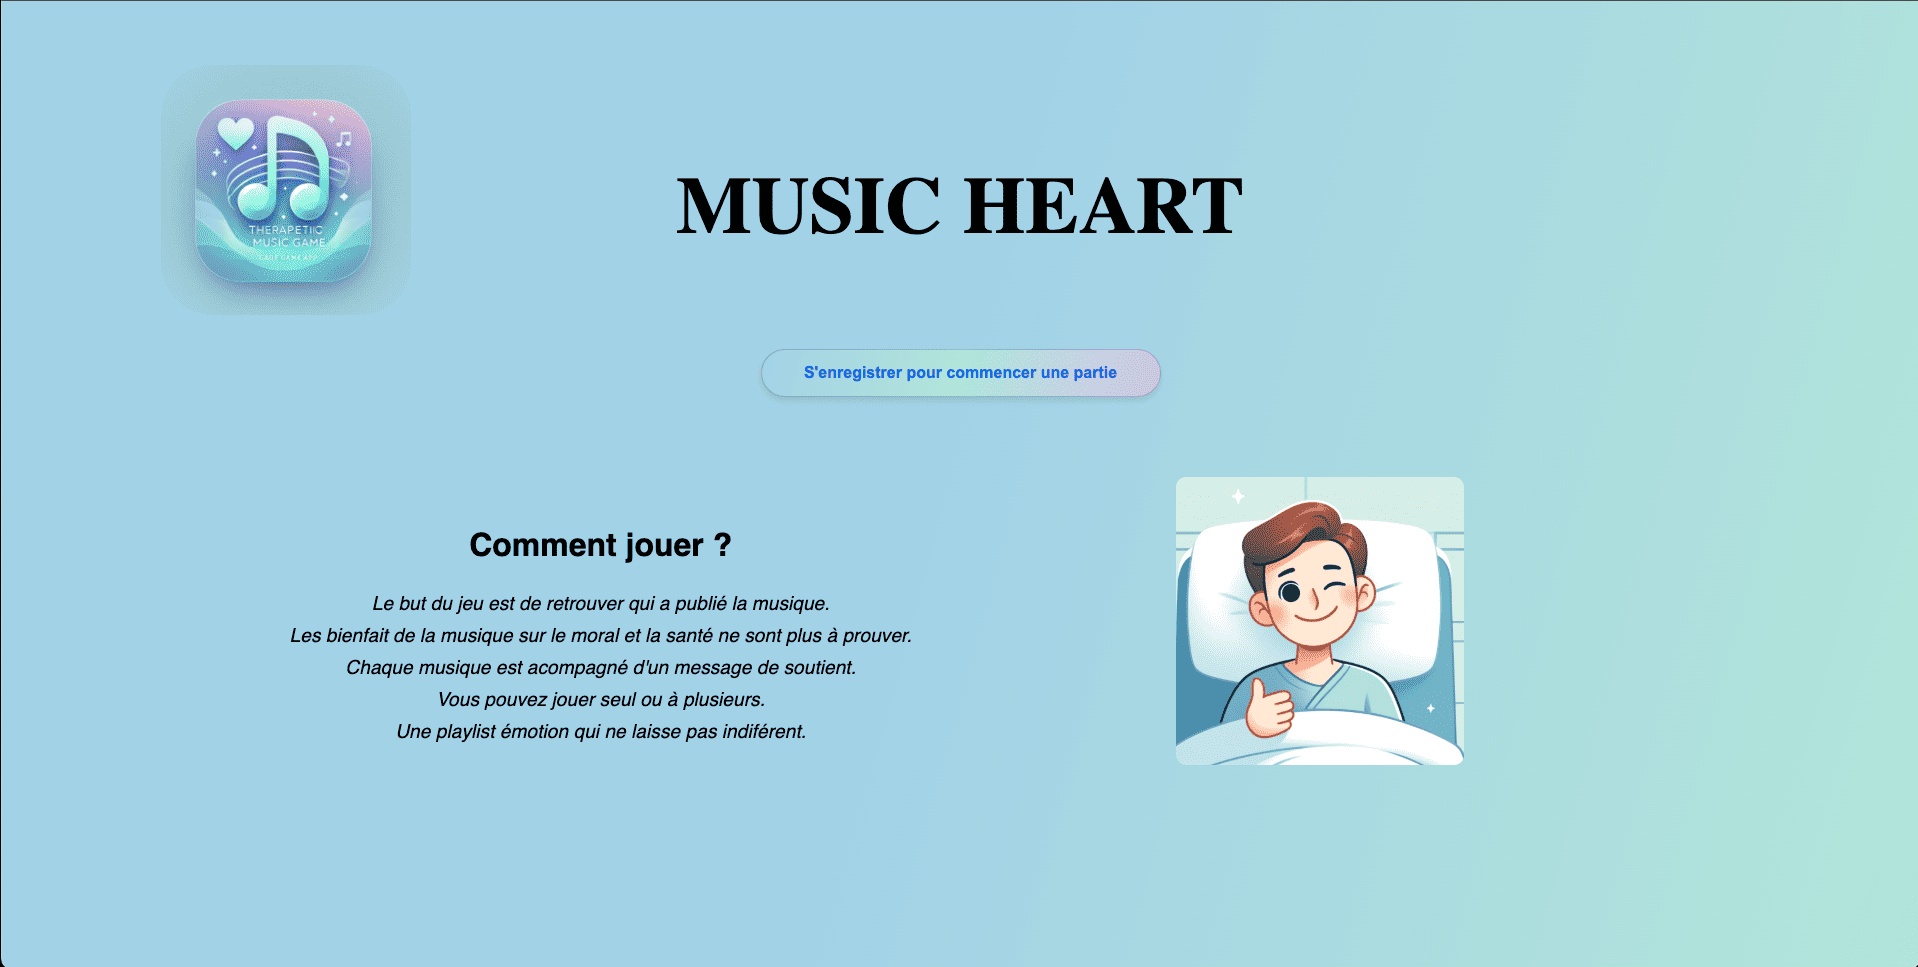 THERAPETIIC
MUSIC GAME
MUSIC HEART
S'enregistrer pour commencer une partie
Comment jouer ?
Le but du jeu est de retrouver qui a publié la musique.
Les bienfait de la musique sur le moral et la santé ne sont plus à prouver.
Chaque musique est acompagné d'un message de soutient.
Vous pouvez jouer seul ou à plusieurs.
Une playlist émotion qui ne laisse pas indiférent.